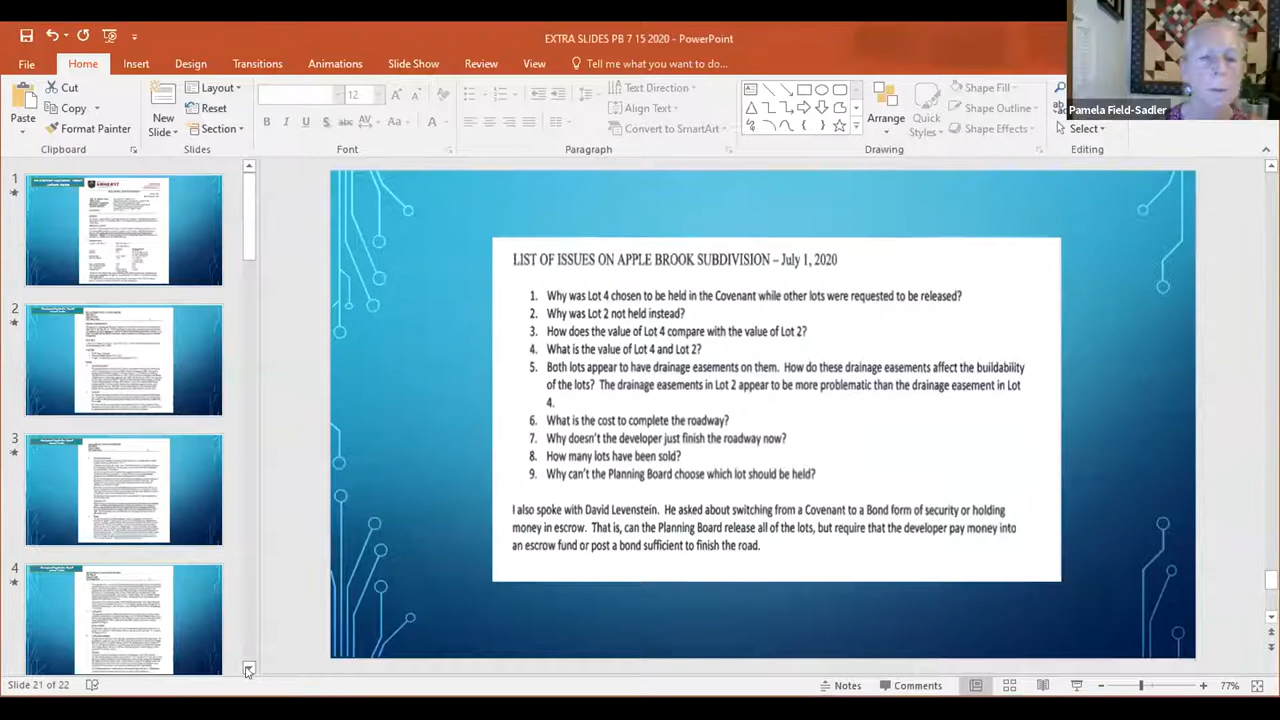 EXTRA SLIDES PB 7 15 2020 - PowerPoint
File Home Insert Design Transitions Animations Slide Show Review View Tell me what you want to do...
Pamela Field-Sadler
Paste
Cut
Copy
Format Painter
Clipboard
New Slide
Layout
Reset
Section
Slides
12
B I U S abc AV Aa A
Font
Text Direction
Align Text
Convert to SmartArt
Paragraph
Arrange
Quick Styles
Shape Fill
Shape Outline
Shape Effects
Drawing
Select
Editing
1
2
3
4
LIST OF ISSUES ON APPLE BROOK SUBDIVISION – July 1, 2020
1. Why was Lot 4 chosen to be held in the Covenant while other lots were requested to be released?
2. Why was Lot 2 not held instead?
3. How does the value of Lot 4 compare with the value of Lot 2?
4. What is the value of Lot 4 and Lot 2?
5. Both lots appear to have drainage easements on them. How do these drainage easements affect the buildability
of the lots? The drainage easements in Lot 2 appear to be more problematic than the drainage easement in Lot
4.
6. What is the cost to complete the roadway?
7. Why doesn't the developer just finish the roadway now?
8. How many lots have been sold?
Why can't the Planning Board choose which lot should be held?
I also spoke with David Levenstein. He asked about switching from a Covenant to a Bond form of security or holding
money in escrow. That is, can the Planning Board release all of the lots, but require that the developer pay money into
an escrow fund or post a bond sufficient to finish the road.
Slide 21 of 22
Notes
Comments
77%